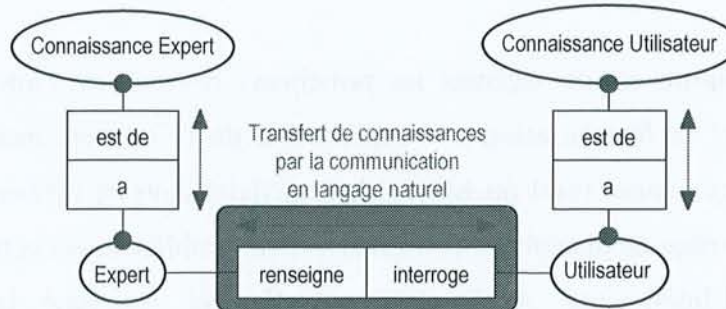 Connaissance Expert
Connaissance Utilisateur
est de
a
Transfert de connaissances
par la communication
en langage naturel
est de
a
Expert
renseigne
interroge
Utilisateur